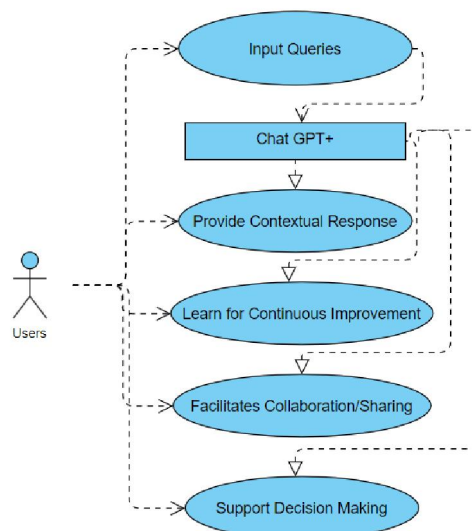 Input Queries
Chat GPT+
Provide Contextual Response
Users
Learn for Continuous Improvement
Facilitates Collaboration/Sharing
Support Decision Making